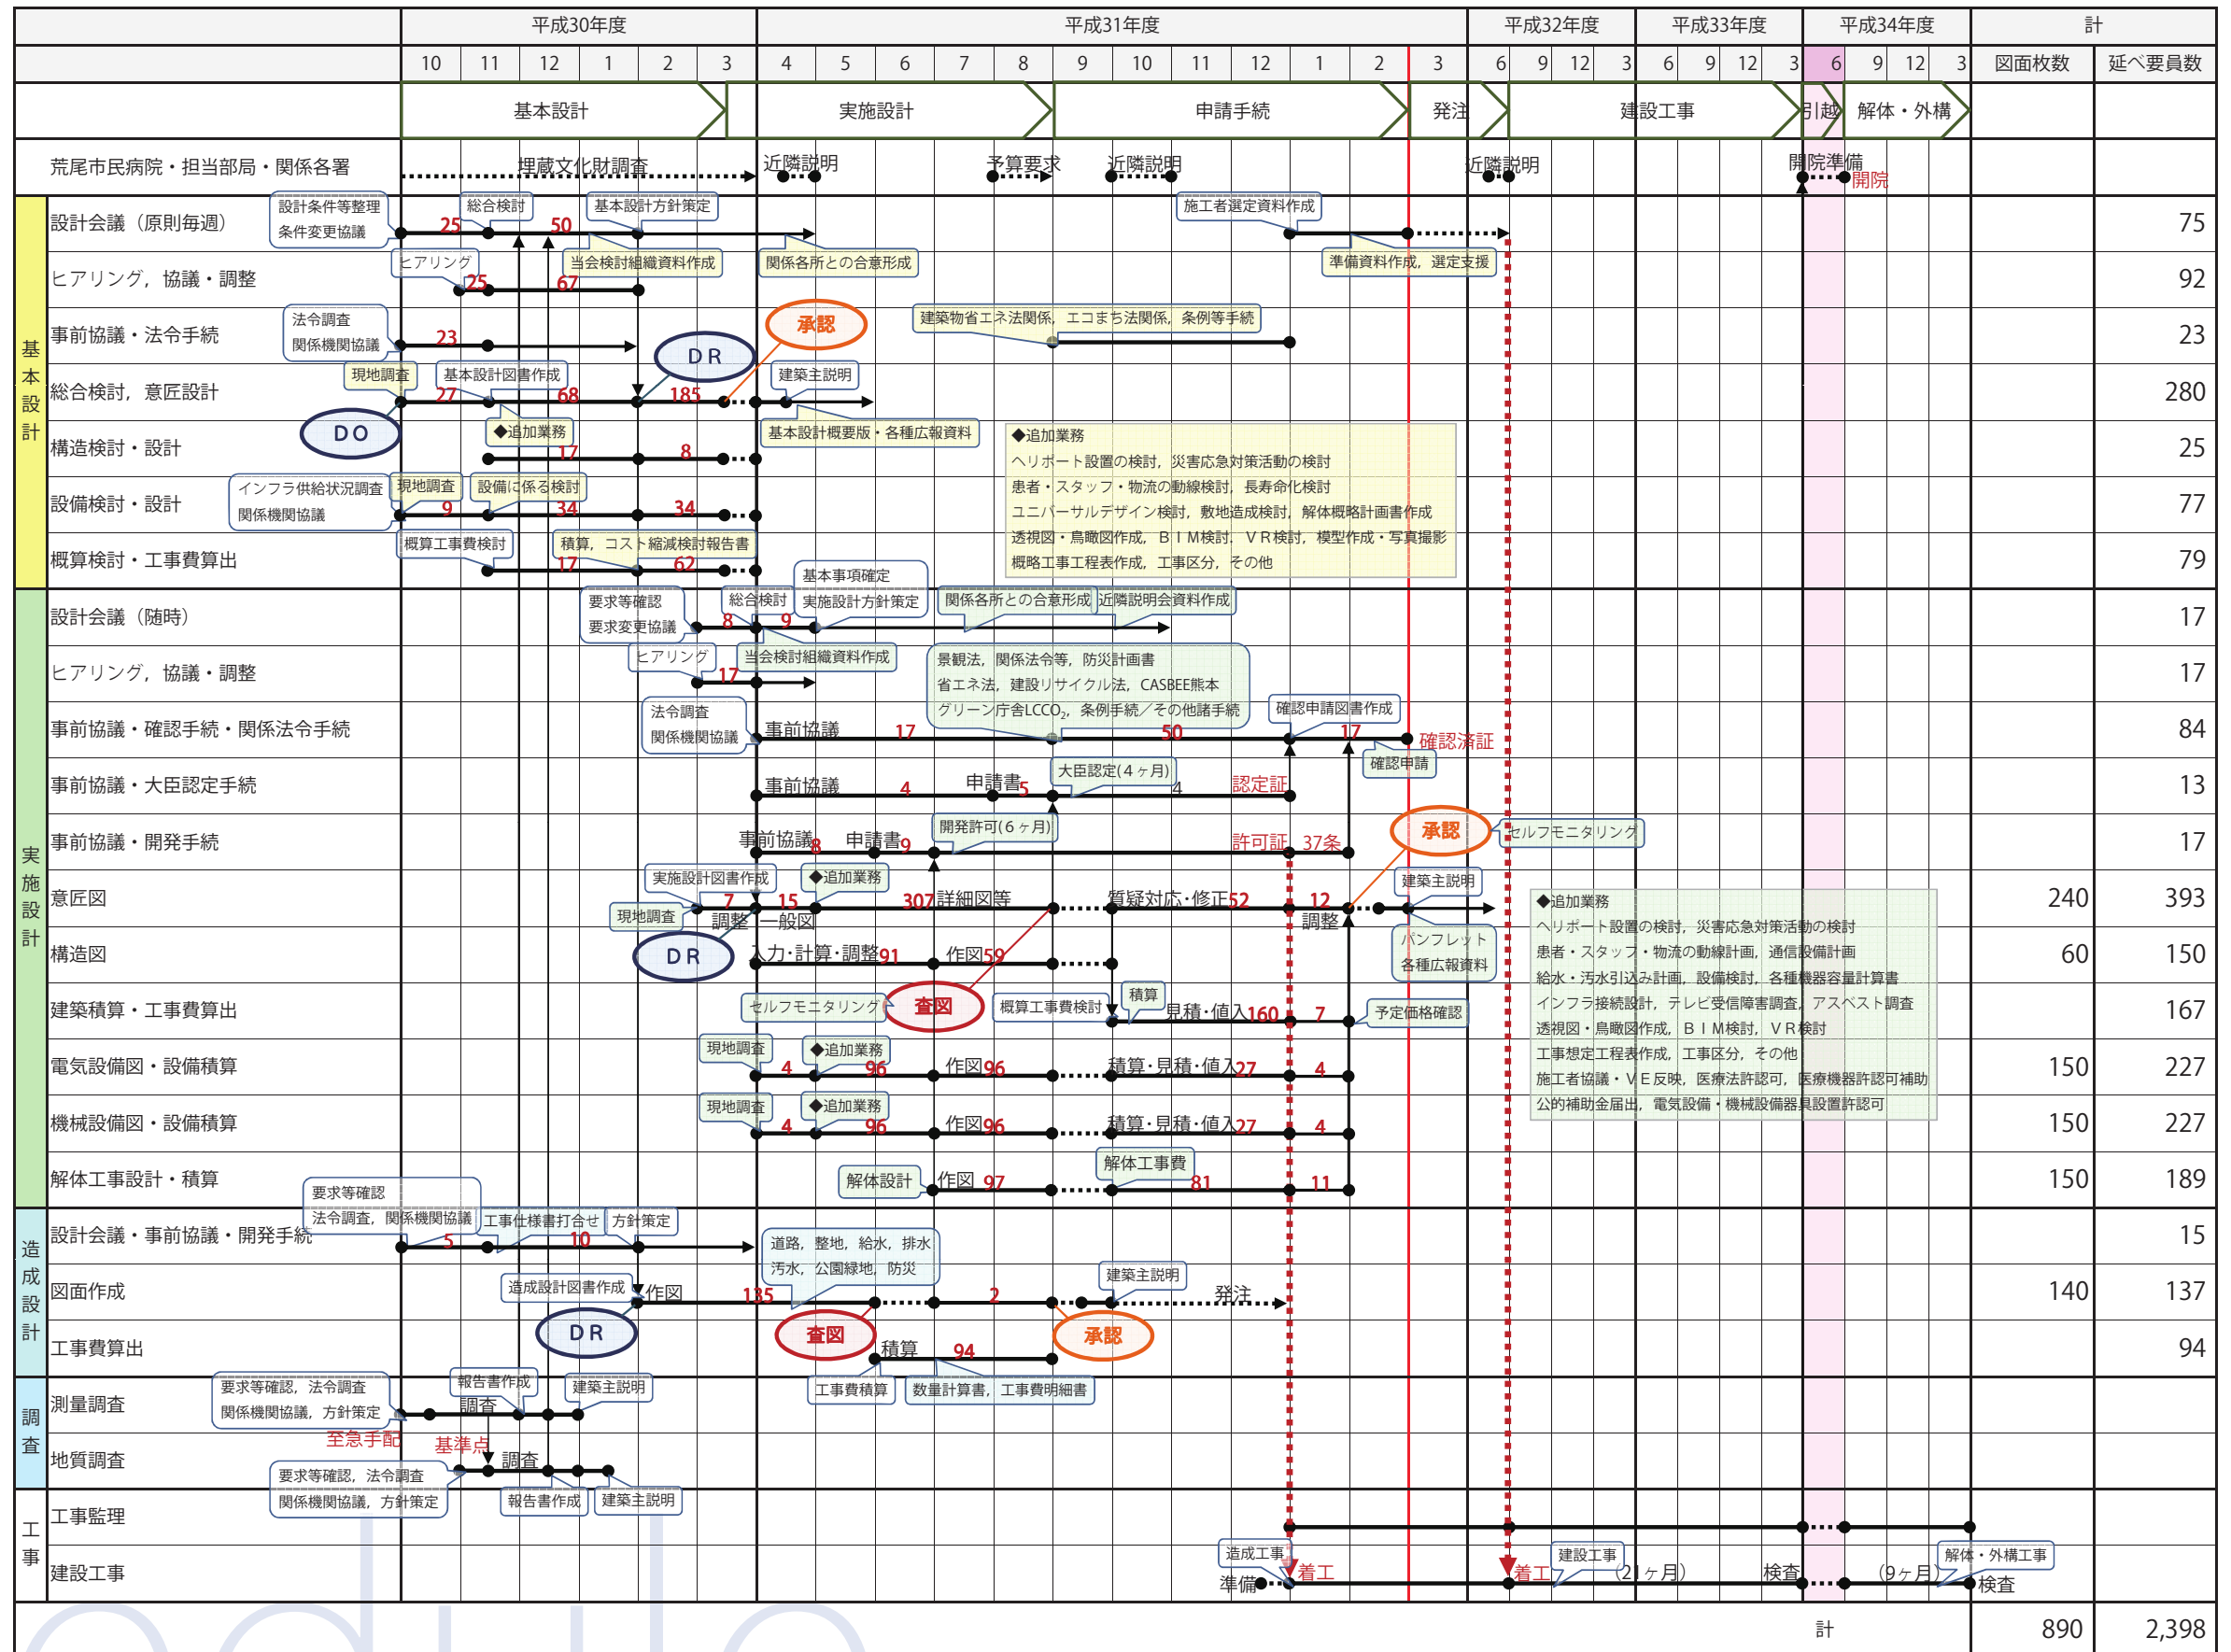 平成30年度 平成31年度 平成32年度 平成33年度 平成34年度 計
10 11 12 1 2 3 4 5 6 7 8 9 10 11 12 1 2 3 6 9 12 3 6 9 12 3 6 9 12 3 図面枚数 延べ要員数
基本設計 実施設計 申請手続 発注 建設工事 引越 解体・外構
荒尾市民病院・担当部局・関係各署 埋蔵文化財調査 近隣説明 予算要求 近隣説明 近隣説明 開院準備 開院
基本設計
設計条件等整理
条件変更協議
総合検討 基本設計方針策定 施工者選定資料作成
設計会議（原則毎週） 25 50 75
ヒアリング 当会検討組織資料作成 関係各所との合意形成 準備資料作成，選定支援
ヒアリング，協議・調整 25 67 92
法令調査
関係機関協議
承認 建築物省エネ法関係，エコまち法関係，条例等手続
事前協議・法令手続 23 23
DR
現地調査 基本設計図書作成 建築主説明
総合検討，意匠設計 27 68 185 280
DO ◆追加業務 基本設計概要版・各種広報資料
構造検討・設計 17 8 25
◆追加業務
ヘリポート設置の検討，災害応急対策活動の検討
患者・スタッフ・物流の動線検討，長寿命化検討
ユニバーサルデザイン検討，敷地造成検討，解体概略計画書作成
透視図・鳥瞰図作成，ＢＩＭ検討，ＶＲ検討，模型作成・写真撮影
概略工事工程表作成，工事区分，その他
インフラ供給状況調査
関係機関協議
現地調査 設備に係る検討
設備検討・設計 9 34 34 77
概算工事費検討 積算，コスト縮減検討報告書
概算検討・工事費算出 17 62 79
実施設計
要求等確認
要求変更協議
総合検討
基本事項確定
実施設計方針策定
関係各所との合意形成 近隣説明会資料作成
設計会議（随時） 8 9 17
ヒアリング 当会検討組織資料作成
ヒアリング，協議・調整 17 17
景観法，関係法令等，防災計画書
省エネ法，建設リサイクル法，CASBEE熊本
グリーン庁舎LCCO₂，条例手続／その他諸手続
法令調査
関係機関協議
確認申請図書作成
事前協議・確認手続・関係法令手続 事前協議 17 50 17 確認済証 84
確認申請
大臣認定(４ヶ月)
事前協議・大臣認定手続 事前協議 4 申請書 5 4 認定証 13
開発許可(６ヶ月) 承認 セルフモニタリング
事前協議・開発手続 事前協議 8 申請書 9 許可証 37条 17
実施設計図書作成 ◆追加業務 建築主説明
現地調査
意匠図 7 15 307 詳細図等 質疑対応・修正 52 12 240 393
調整 一般図 調整
DR
パンフレット
各種広報資料
構造図 入力・計算・調整 91 作図 59 60 150
セルフモニタリング 査図 概算工事費検討 積算 予定価格確認
建築積算・工事費算出 見積・値入 160 7 167
現地調査 ◆追加業務
電気設備図・設備積算 4 96 作図 96 積算・見積・値入 27 4 150 227
現地調査 ◆追加業務
機械設備図・設備積算 4 96 作図 96 積算・見積・値入 27 4 150 227
解体設計 解体工事費
解体工事設計・積算 作図 97 81 11 150 189
◆追加業務
ヘリポート設置の検討，災害応急対策活動の検討
患者・スタッフ・物流の動線計画，通信設備計画
給水・汚水引込み計画，設備検討，各種機器容量計算書
インフラ接続設計，テレビ受信障害調査，アスベスト調査
透視図・鳥瞰図作成，ＢＩＭ検討，ＶＲ検討
工事想定工程表作成，工事区分，その他
施工者協議・ＶＥ反映，医療法許認可，医療機器許認可補助
公的補助金届出，電気設備・機械設備器具設置許認可
造成設計
要求等確認
法令調査，関係機関協議
工事仕様書打合せ 方針策定
設計会議・事前協議・開発手続 5 10 15
道路，整地，給水，排水
汚水，公園緑地，防災
造成設計図書作成 建築主説明
図面作成 作図 135 2 発注 140 137
DR 査図 承認
工事費算出 積算 94 94
工事費積算 数量計算書，工事費明細書
調査
要求等確認，法令調査
関係機関協議，方針策定
報告書作成 建築主説明
測量調査 調査
至急手配 基準点
地質調査 調査
要求等確認，法令調査
関係機関協議，方針策定
報告書作成 建築主説明
工事
工事監理
造成工事 建設工事 解体・外構工事
建設工事 準備 着工 着工 （21ヶ月） 検査 （9ヶ月） 検査
計 890 2,398